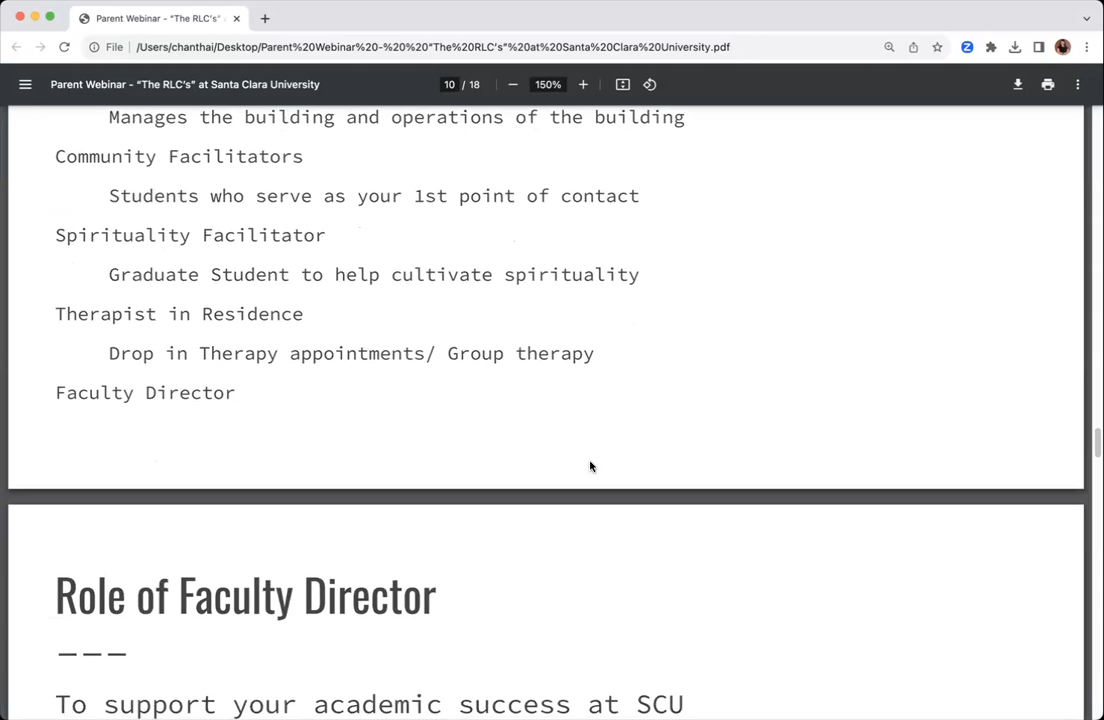 Parent Webinar - “The RLC’s”
File
/Users/chanthai/Desktop/Parent%20Webinar%20-%20%20“The%20RLC's"%20at%20Santa%20Clara%20University.pdf
Parent Webinar - “The RLC’s” at Santa Clara University
10 / 18
150%
Manages the building and operations of the building
Community Facilitators
Students who serve as your 1st point of contact
Spirituality Facilitator
Graduate Student to help cultivate spirituality
Therapist in Residence
Drop in Therapy appointments/ Group therapy
Faculty Director
Role of Faculty Director
To support your academic success at SCU